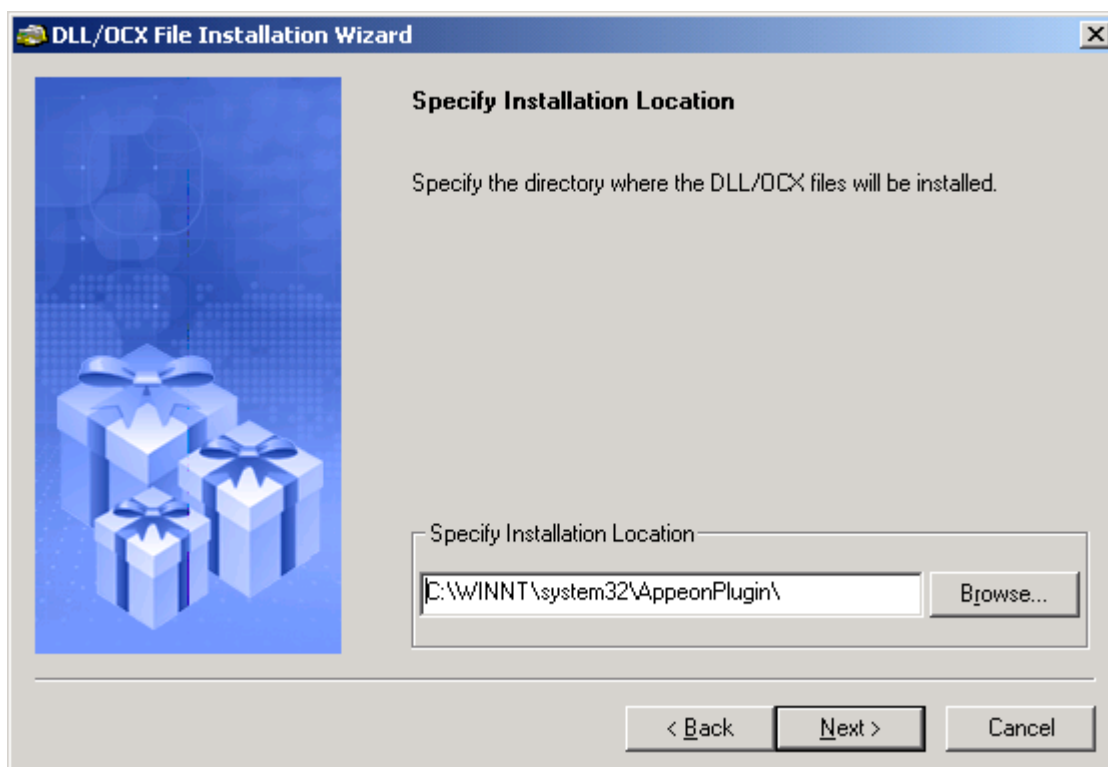 DLL/OCX File Installation Wizard
Specify Installation Location
Specify the directory where the DLL/OCX files will be installed.
Specify Installation Location
C:\WINNT\system32\AppeonPlugin\
Browse...
< Back
Next >
Cancel